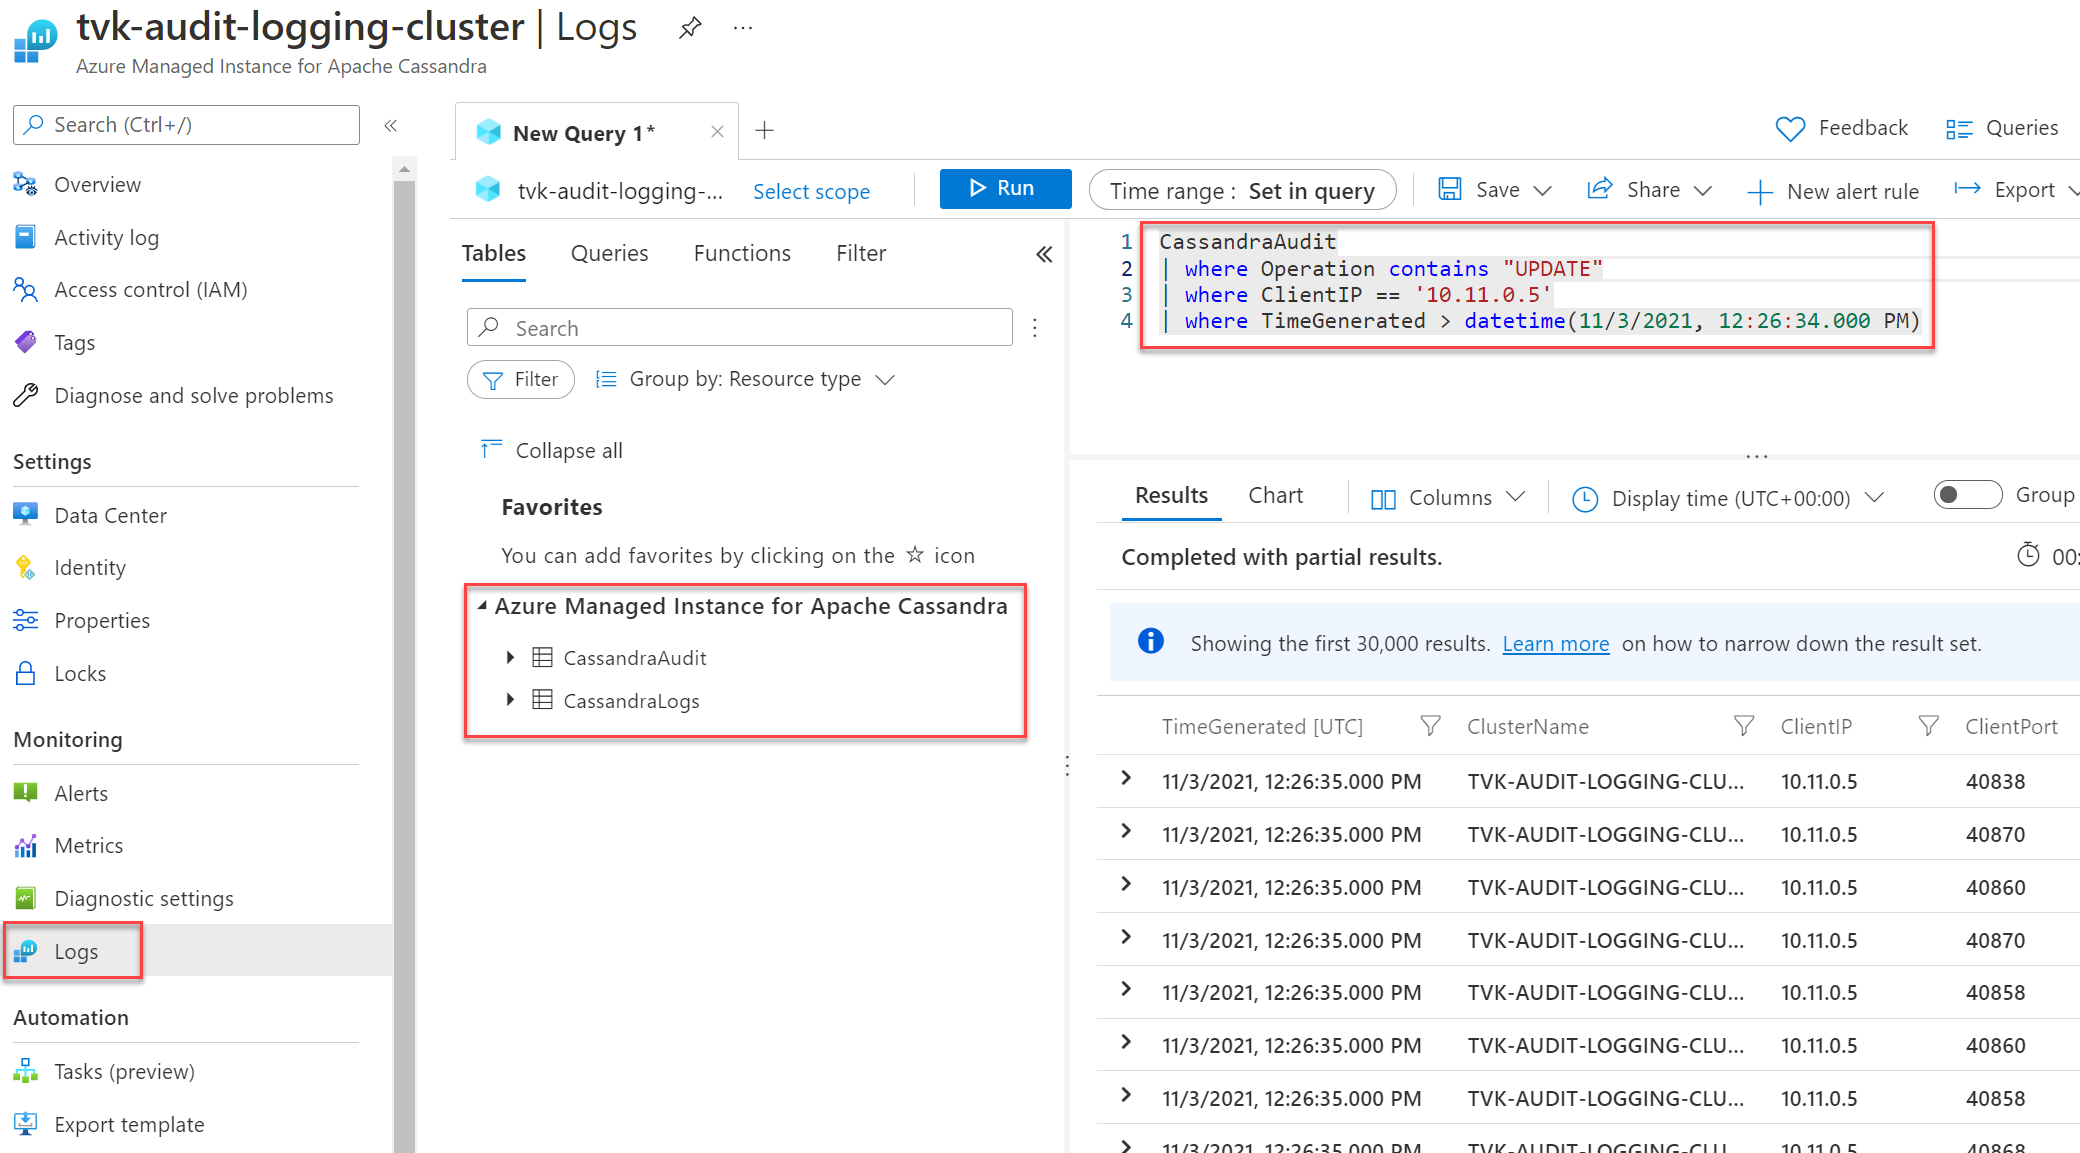 tvk-audit-logging-cluster | Logs
Azure Managed Instance for Apache Cassandra
Search (Ctrl+/)
Overview
Activity log
Access control (IAM)
Tags
Diagnose and solve problems
Settings
Data Center
Identity
Properties
Locks
Monitoring
Alerts
Metrics
Diagnostic settings
Logs
Automation
Tasks (preview)
Export template
New Query 1*
Feedback
Queries
tvk-audit-logging-...
Select scope
Run
Time range : Set in query
Save
Share
New alert rule
Export
Tables
Queries
Functions
Filter
Search
Filter
Group by: Resource type
Collapse all
Favorites
You can add favorites by clicking on the ☆ icon
Azure Managed Instance for Apache Cassandra
CassandraAudit
CassandraLogs
1 CassandraAudit
2 | where Operation contains "UPDATE"
3 | where ClientIP == '10.11.0.5'
4 | where TimeGenerated > datetime(11/3/2021, 12:26:34.000 PM)
Results
Chart
Columns
Display time (UTC+00:00)
Group
Completed with partial results.
00:
Showing the first 30,000 results. Learn more on how to narrow down the result set.
TimeGenerated [UTC] ClusterName ClientIP ClientPort
11/3/2021, 12:26:35.000 PM TVK-AUDIT-LOGGING-CLU... 10.11.0.5 40838
11/3/2021, 12:26:35.000 PM TVK-AUDIT-LOGGING-CLU... 10.11.0.5 40870
11/3/2021, 12:26:35.000 PM TVK-AUDIT-LOGGING-CLU... 10.11.0.5 40860
11/3/2021, 12:26:35.000 PM TVK-AUDIT-LOGGING-CLU... 10.11.0.5 40870
11/3/2021, 12:26:35.000 PM TVK-AUDIT-LOGGING-CLU... 10.11.0.5 40858
11/3/2021, 12:26:35.000 PM TVK-AUDIT-LOGGING-CLU... 10.11.0.5 40860
11/3/2021, 12:26:35.000 PM TVK-AUDIT-LOGGING-CLU... 10.11.0.5 40858
11/3/2021, 12:26:35.000 PM TVK-AUDIT-LOGGING-CLU... 10.11.0.5 40868